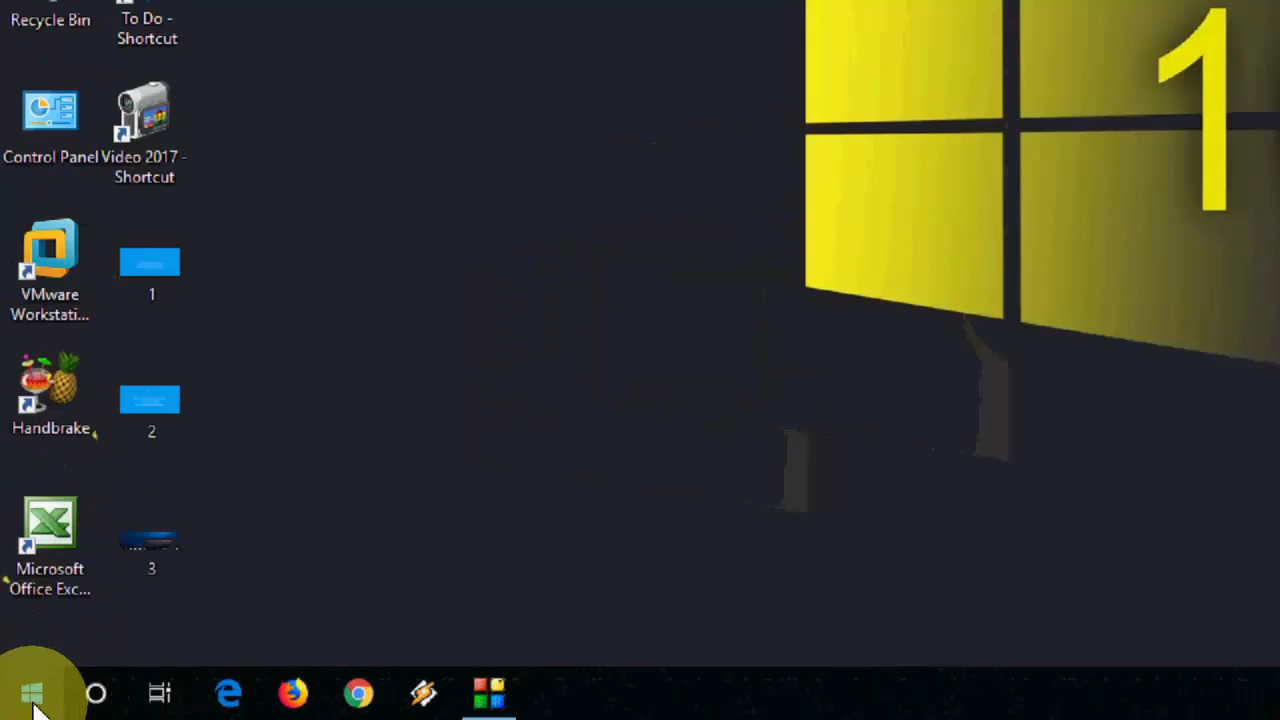 Recycle Bin
To Do -
Shortcut
1
Control Panel
Video 2017 -
Shortcut
VMware
Workstati...
1
Handbrake
2
Microsoft
Office Exc...
3